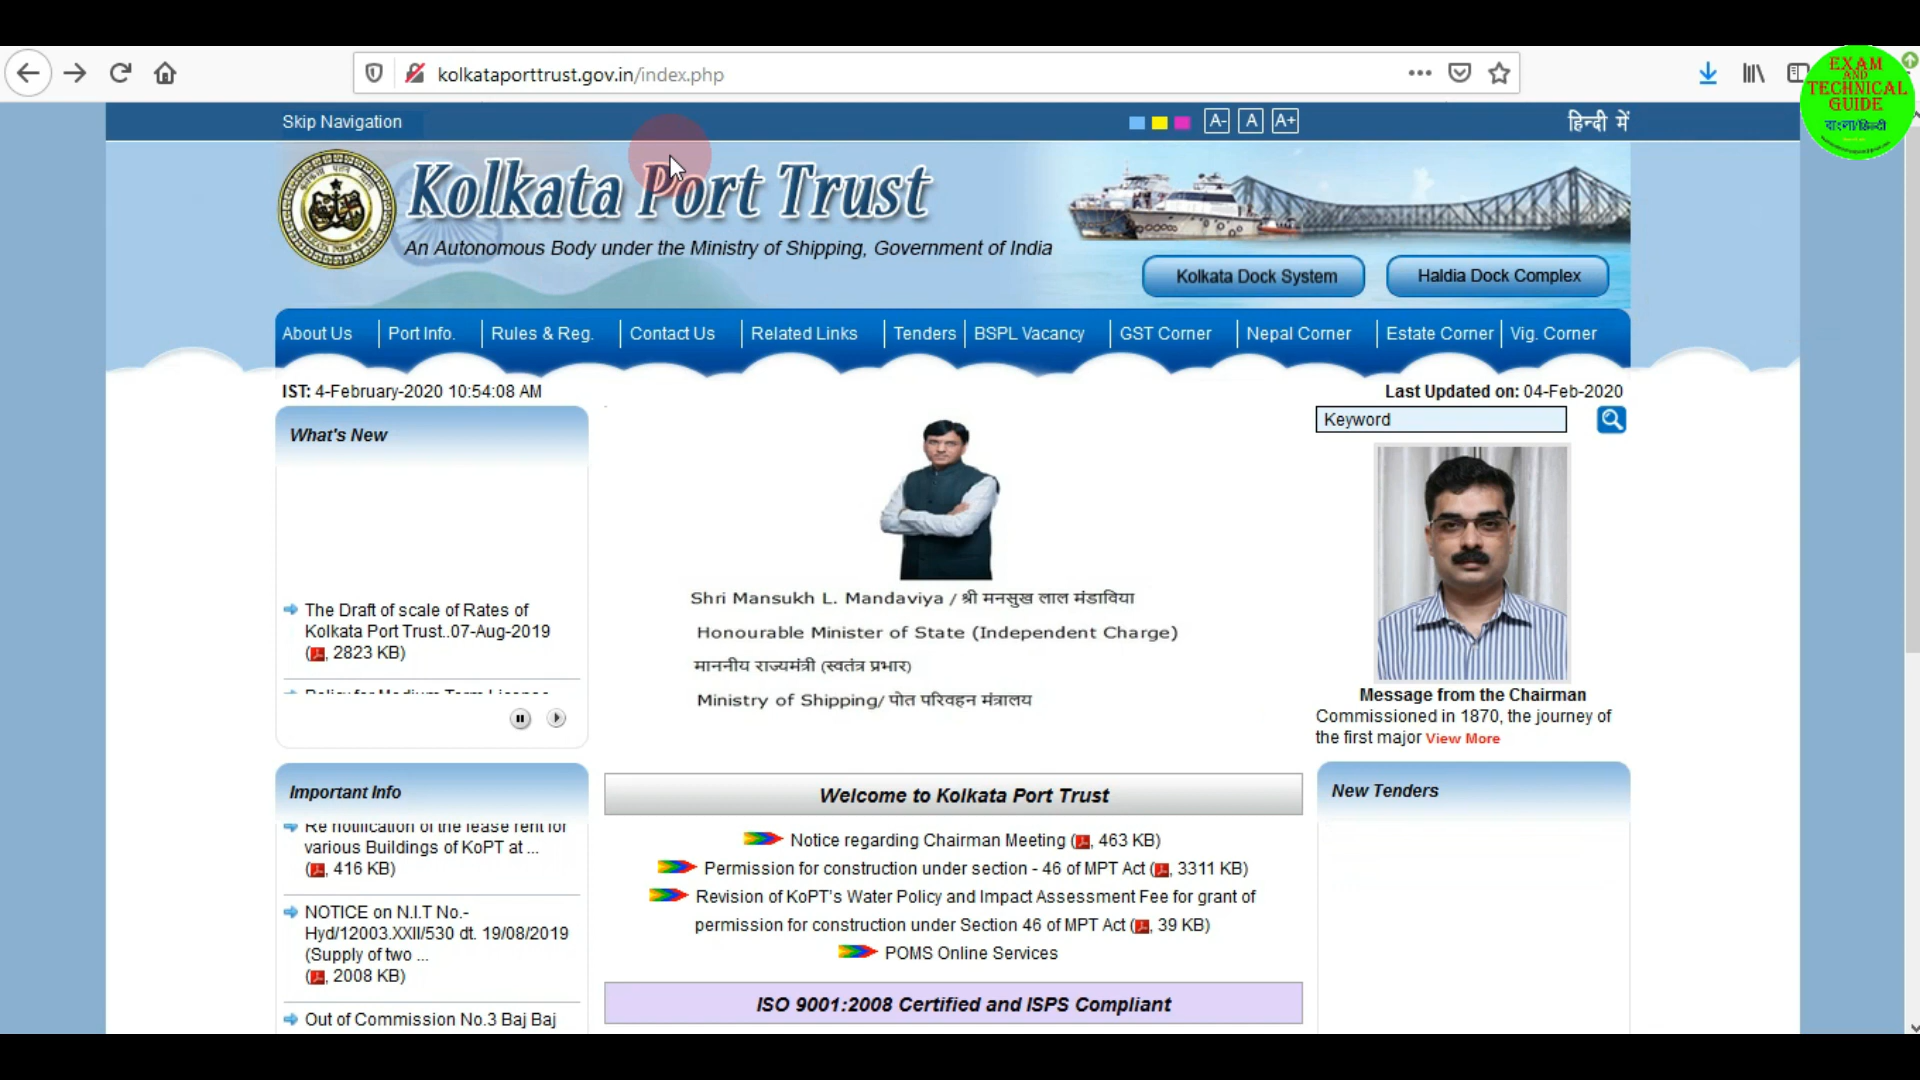 kolkataporttrust.gov.in/index.php
EXAM
AND
TECHNICAL
GUIDE
বাংলা/हिन्दी
Skip Navigation
A- A A+
हिन्दी में
Kolkata Port Trust
An Autonomous Body under the Ministry of Shipping, Government of India
Kolkata Dock System
Haldia Dock Complex
About Us Port Info. Rules & Reg. Contact Us Related Links Tenders BSPL Vacancy GST Corner Nepal Corner Estate Corner Vig. Corner
IST: 4-February-2020 10:54:08 AM
Last Updated on: 04-Feb-2020
Keyword
What's New
The Draft of scale of Rates of
Kolkata Port Trust..07-Aug-2019
(, 2823 KB)
Shri Mansukh L. Mandaviya / श्री मनसुख लाल मंडाविया
Honourable Minister of State (Independent Charge)
माननीय राज्यमंत्री (स्वतंत्र प्रभार)
Ministry of Shipping/ पोत परिवहन मंत्रालय
Message from the Chairman
Commissioned in 1870, the journey of
the first major View More
Important Info
Re notification of the lease rent for
various Buildings of KoPT at ...
(, 416 KB)
NOTICE on N.I.T No.-
Hyd/12003.XXII/530 dt. 19/08/2019
(Supply of two ...
(, 2008 KB)
Out of Commission No.3 Baj Baj
Welcome to Kolkata Port Trust
Notice regarding Chairman Meeting (, 463 KB)
Permission for construction under section - 46 of MPT Act (, 3311 KB)
Revision of KoPT's Water Policy and Impact Assessment Fee for grant of
permission for construction under Section 46 of MPT Act (, 39 KB)
POMS Online Services
ISO 9001:2008 Certified and ISPS Compliant
New Tenders